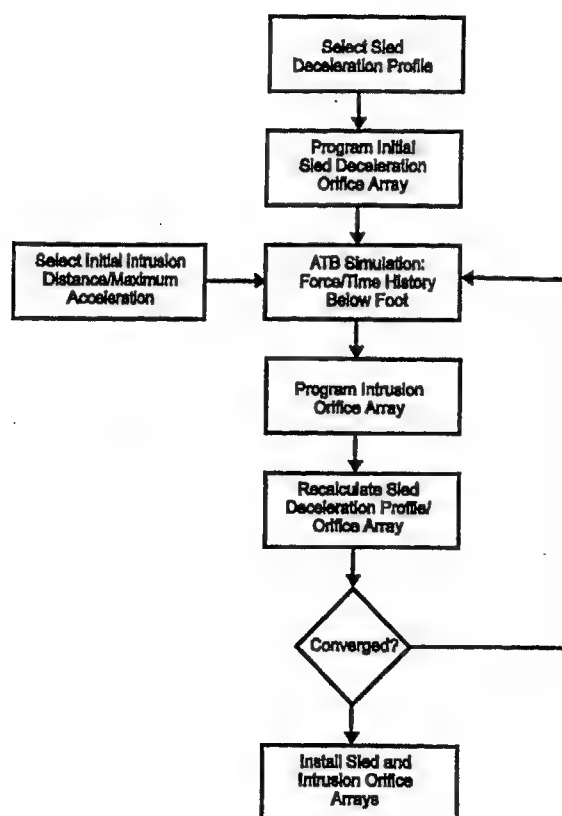 Select Sled
Deceleration Profile
Program Initial
Sled Deceleration
Orifice Array
Select Initial Intrusion
Distance/Maximum
Acceleration
ATB Simulation:
Force/Time History
Below Foot
Program Intrusion
Orifice Array
Recalculate Sled
Deceleration Profile/
Orifice Array
Converged?
Install Sled and
Intrusion Orifice
Arrays